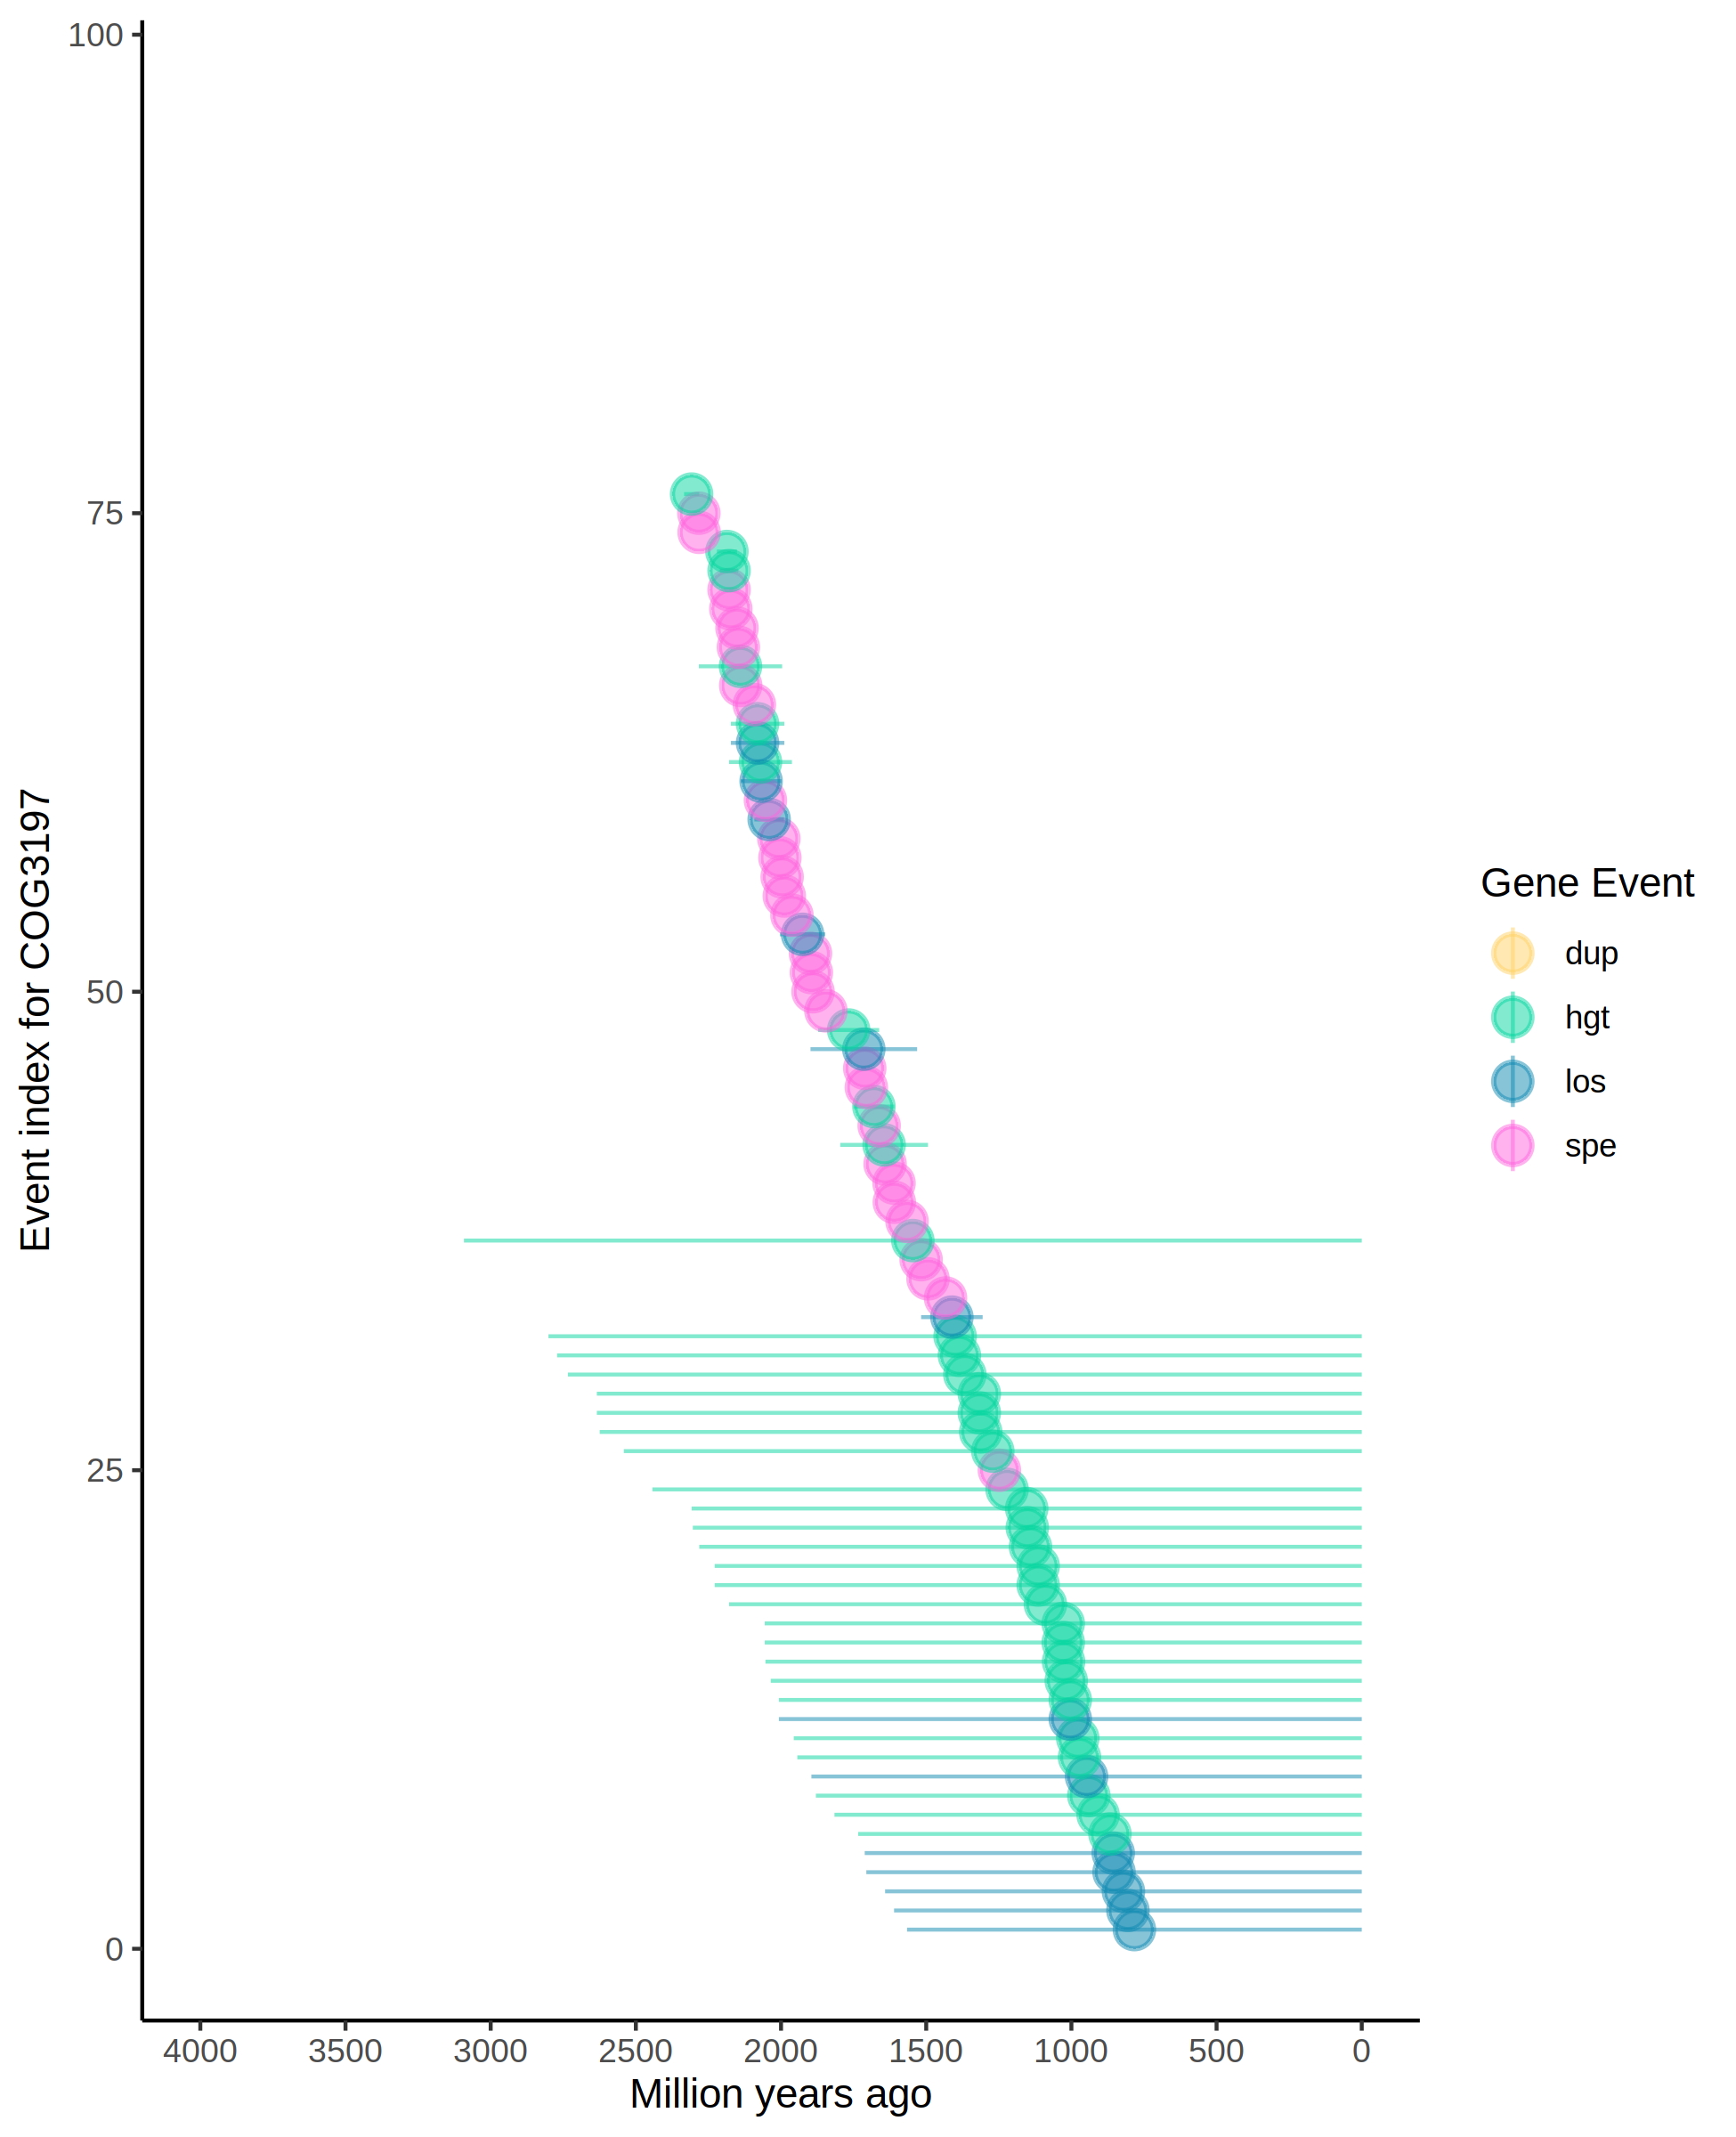 100
75
50
25
0
Event index for COG3197
4000 3500 3000 2500 2000 1500 1000 500 0
Million years ago
Gene Event
dup
hgt
los
spe